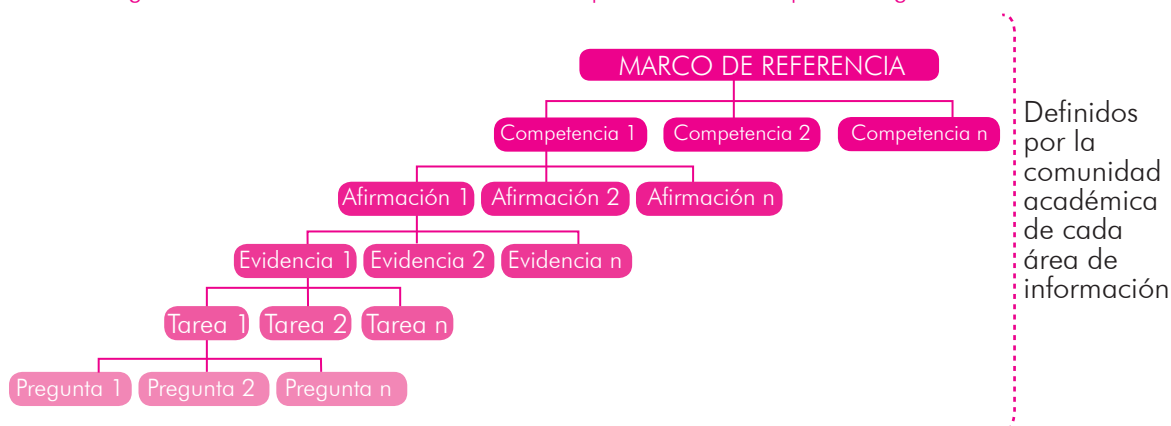 MARCO DE REFERENCIA
Competencia 1
Competencia 2
Competencia n
Afirmación 1
Afirmación 2
Afirmación n
Evidencia 1
Evidencia 2
Evidencia n
Tarea 1
Tarea 2
Tarea n
Pregunta 1
Pregunta 2
Pregunta n
Definidos
por la
comunidad
académica
de cada
área de
información